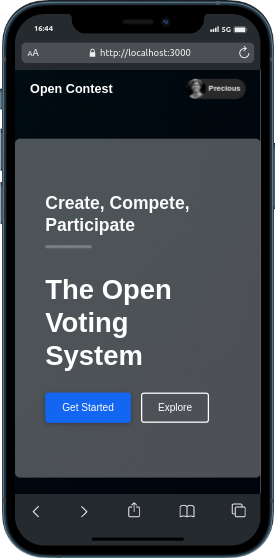 16:44
5G
AA
http://localhost:3000
Open Contest
Precious
Create, Compete,
Participate
The Open
Voting
System
Get Started
Explore